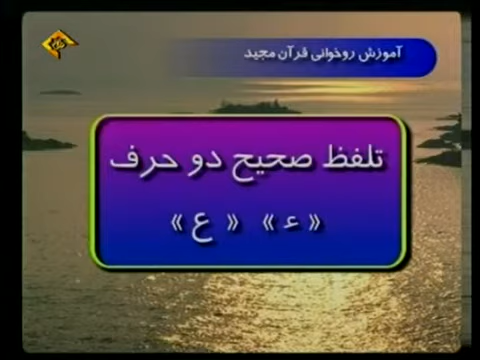 آموزش روخوانی قرآن مجید
تلفظ صحیح دو حرف
«ء» «ع»